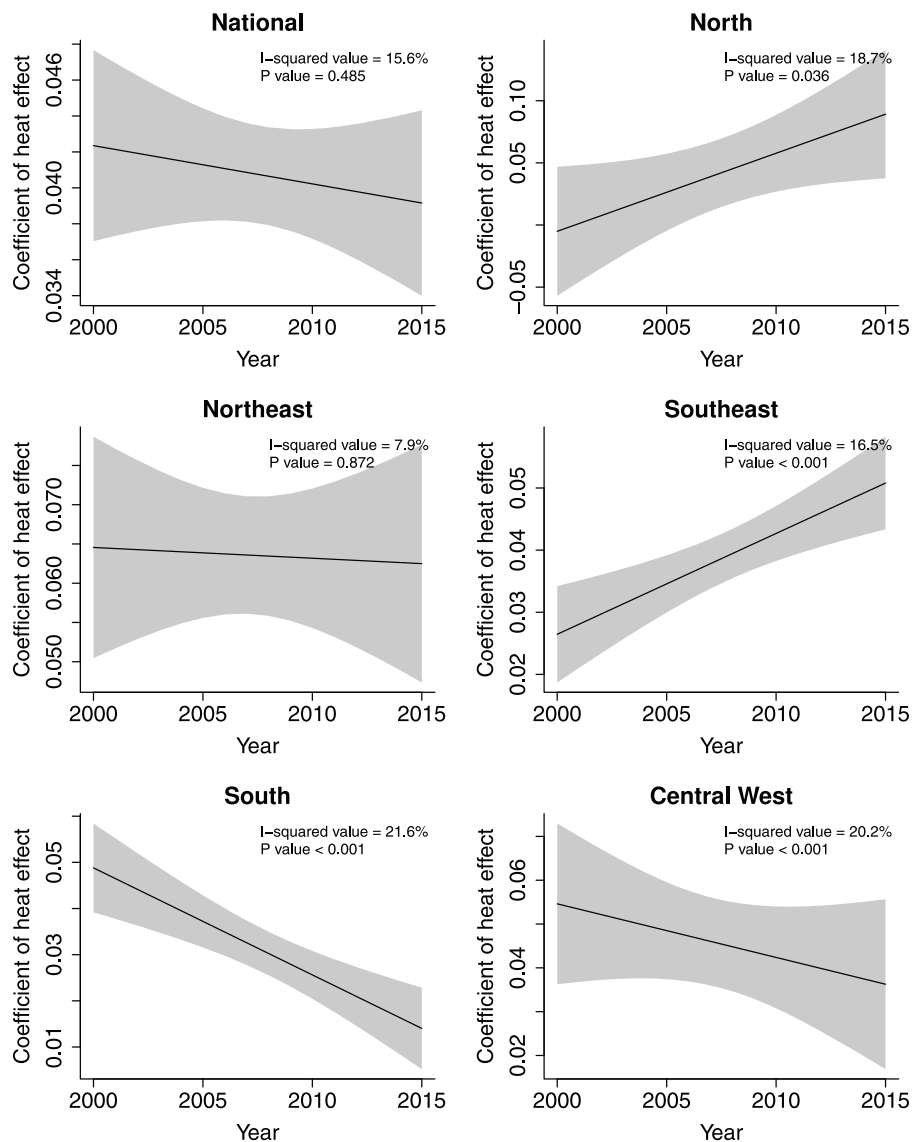 National
I−squared value = 15.6%
P value = 0.485
Coefficient of heat effect
0.034 0.040 0.046
2000 2005 2010 2015
Year
North
I−squared value = 18.7%
P value = 0.036
Coefficient of heat effect
−0.05 0.05 0.10
2000 2005 2010 2015
Year
Northeast
I−squared value = 7.9%
P value = 0.872
Coefficient of heat effect
0.050 0.060 0.070
2000 2005 2010 2015
Year
Southeast
I−squared value = 16.5%
P value < 0.001
Coefficient of heat effect
0.02 0.03 0.04 0.05
2000 2005 2010 2015
Year
South
I−squared value = 21.6%
P value < 0.001
Coefficient of heat effect
0.01 0.03 0.05
2000 2005 2010 2015
Year
Central West
I−squared value = 20.2%
P value < 0.001
Coefficient of heat effect
0.02 0.04 0.06
2000 2005 2010 2015
Year